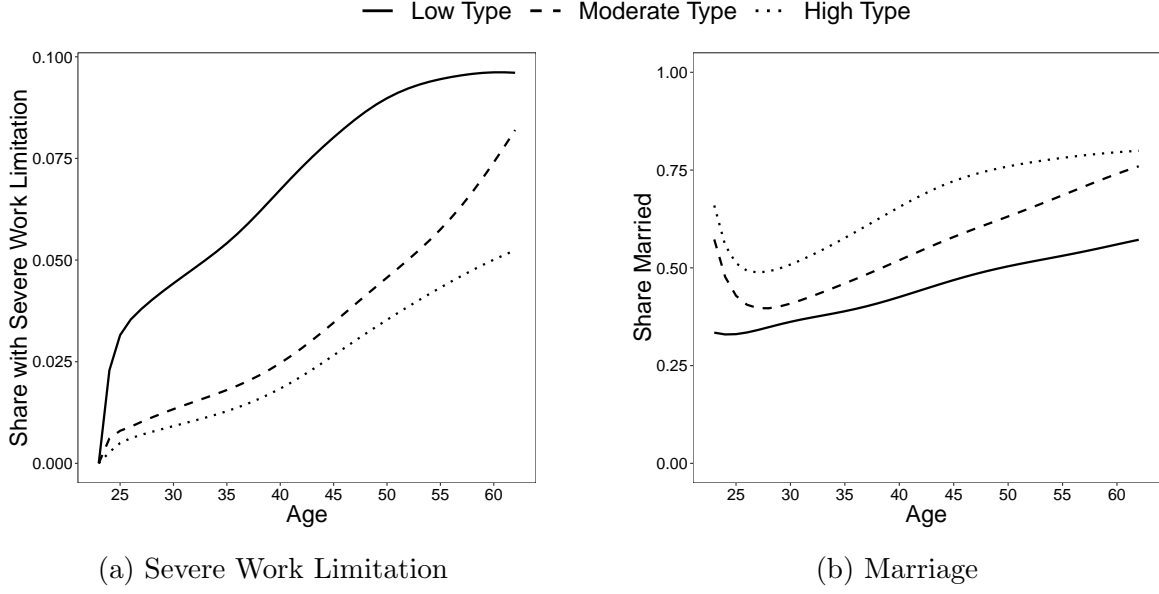 Low Type Moderate Type High Type
Share with Severe Work Limitation
0.100
0.075
0.050
0.025
0.000
25 30 35 40 45 50 55 60
Age
(a) Severe Work Limitation
Share Married
1.00
0.75
0.50
0.25
0.00
25 30 35 40 45 50 55 60
Age
(b) Marriage